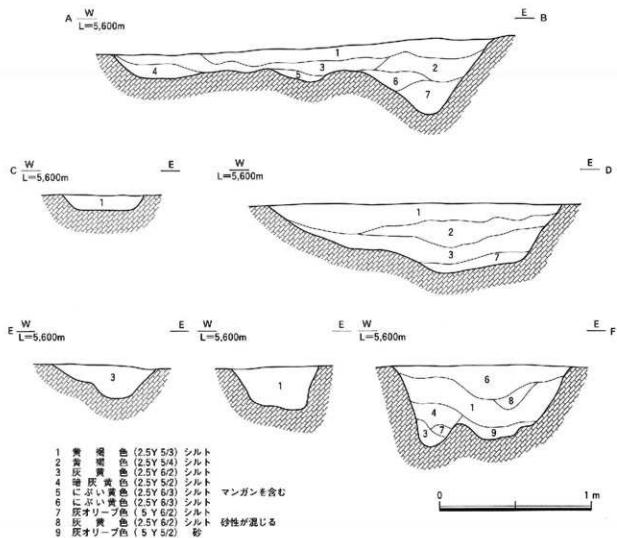 A W E B
L=5,600m
1
2
3
4
5
6
7
C W E W E D
L=5,600m L=5,600m
1
1
2
3
7
E W E W E W E F
L=5,600m L=5,600m L=5,600m
3
1
6
1
8
4
3
7
9
1 黄褐色 (2.5Y 5/3) シルト
2 黄褐色 (2.5Y 5/4) シルト
3 灰黄色 (2.5Y 6/2) シルト
4 暗灰黄色 (2.5Y 5/2) シルト
5 にぶい黄色 (2.5Y 6/3) シルト マンガンを含む
6 にぶい黄色 (2.5Y 6/3) シルト
7 灰オリーブ色 (5Y 6/2) シルト
8 灰黄色 (2.5Y 6/2) シルト 砂性が混じる
9 灰オリーブ色 (5Y 5/2) 砂
0 1m